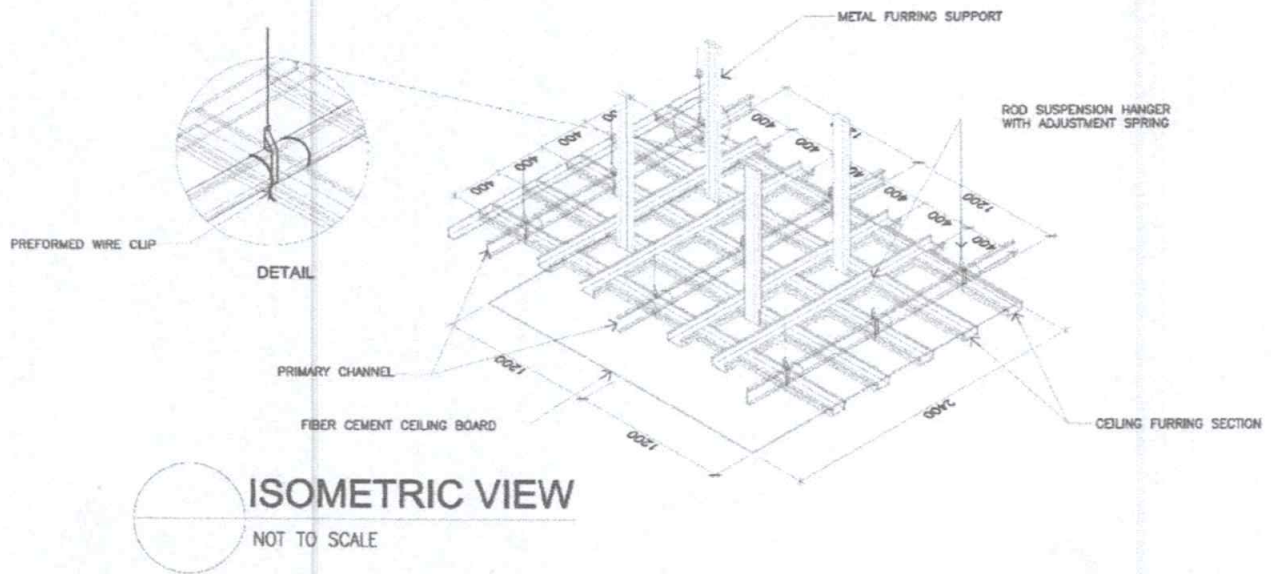 METAL FURRING SUPPORT
ROD SUSPENSION HANGER
WITH ADJUSTMENT SPRING
400
400
400
400
400
400
400
400
400
1200
PREFORMED WIRE CLIP
DETAIL
PRIMARY CHANNEL
1200
FIBER CEMENT CEILING BOARD
1200
2400
CEILING FURRING SECTION
ISOMETRIC VIEW
NOT TO SCALE